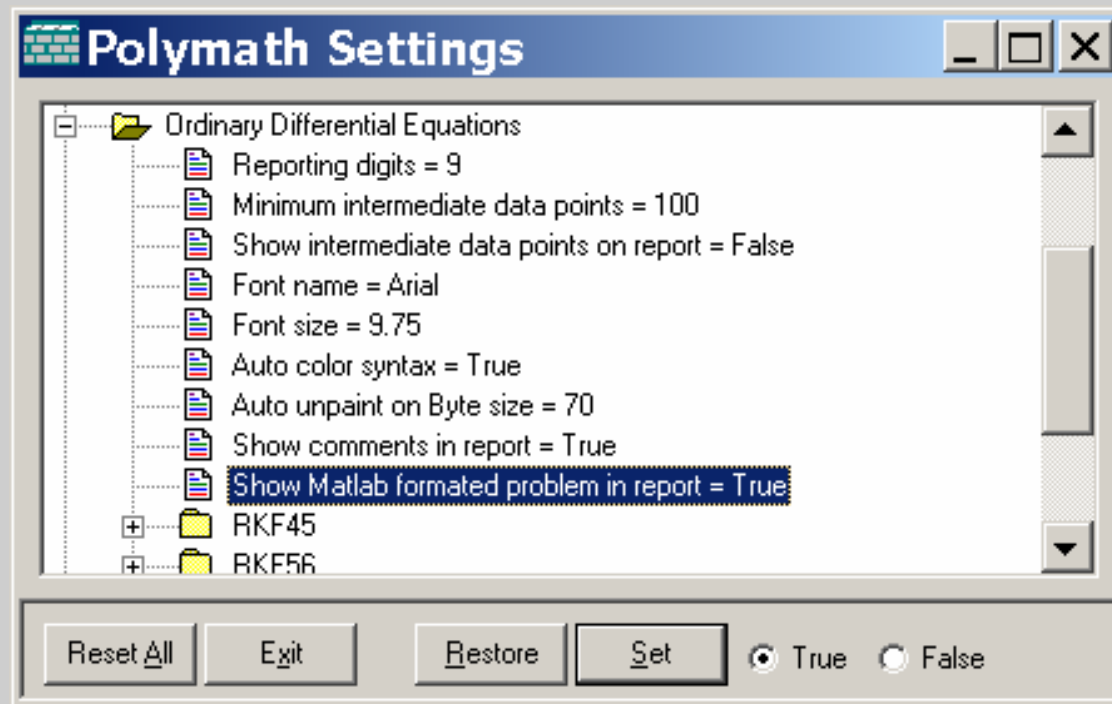 Polymath Settings
Ordinary Differential Equations
Reporting digits = 9
Minimum intermediate data points = 100
Show intermediate data points on report = False
Font name = Arial
Font size = 9.75
Auto color syntax = True
Auto unpaint on Byte size = 70
Show comments in report = True
Show Matlab formated problem in report = True
RKF45
RKF56
Reset All Exit Restore Set True False